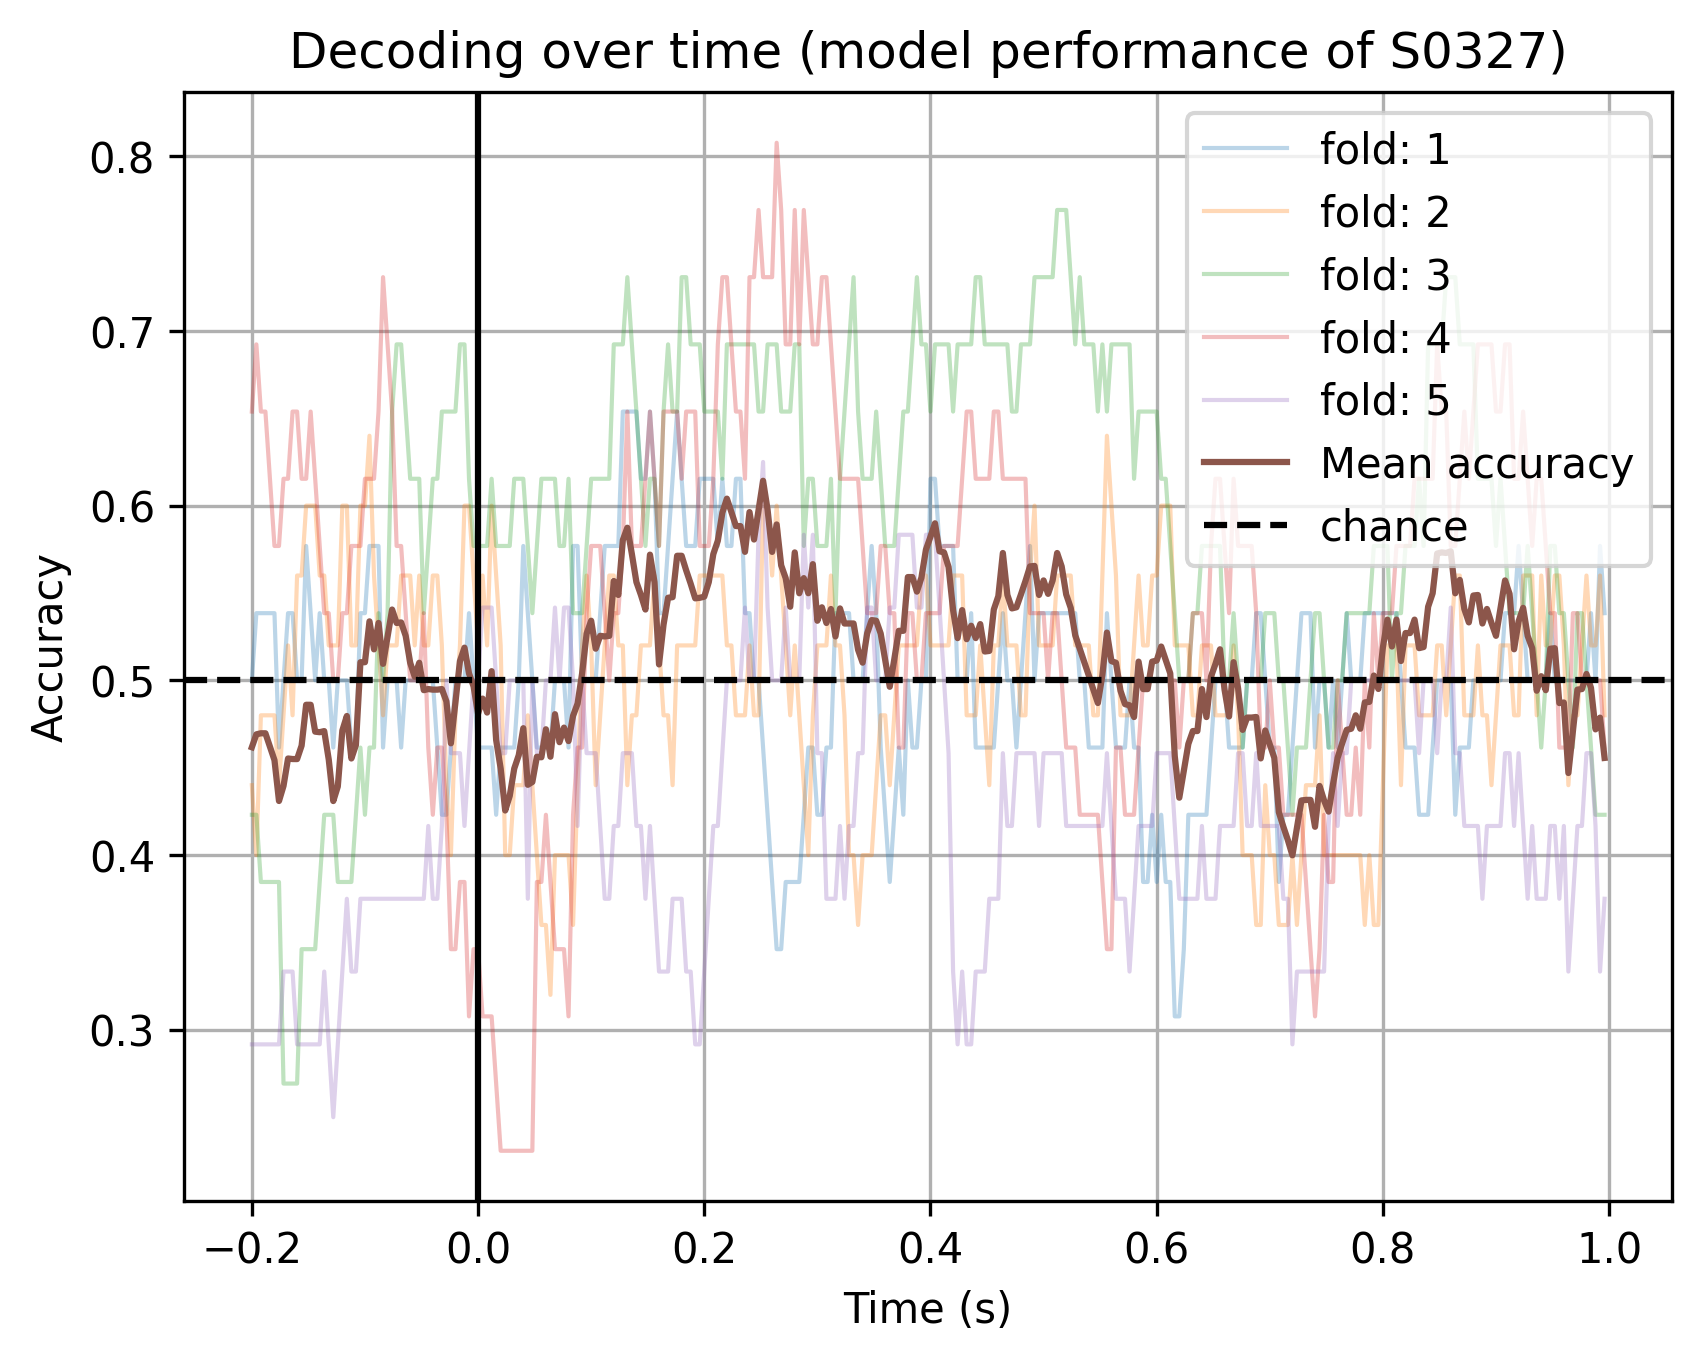 Decoding over time (model performance of S0327)
Accuracy
0.8
0.7
0.6
0.5
0.4
0.3
fold: 1
fold: 2
fold: 3
fold: 4
fold: 5
Mean accuracy
chance
−0.2 0.0 0.2 0.4 0.6 0.8 1.0
Time (s)